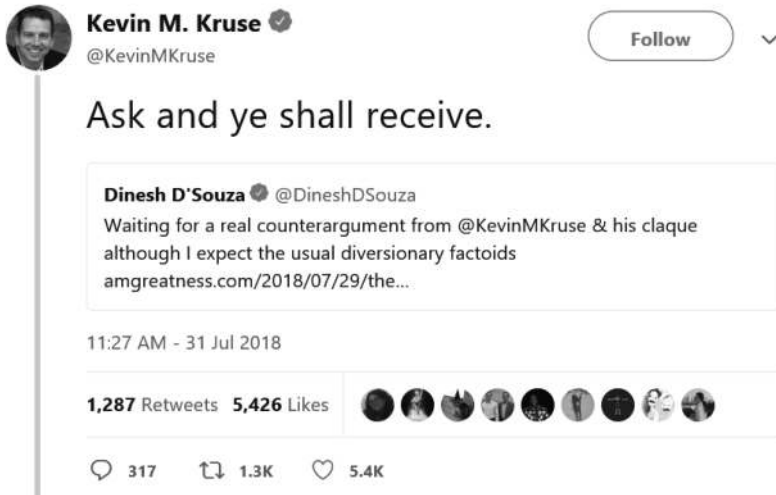 Kevin M. Kruse
Follow
@KevinMKruse
Ask and ye shall receive.
Dinesh D'Souza @DineshDSouza
Waiting for a real counterargument from @KevinMKruse & his claque
although I expect the usual diversionary factoids
amgreatness.com/2018/07/29/the...
11:27 AM - 31 Jul 2018
1,287 Retweets 5,426 Likes
317 1.3K 5.4K